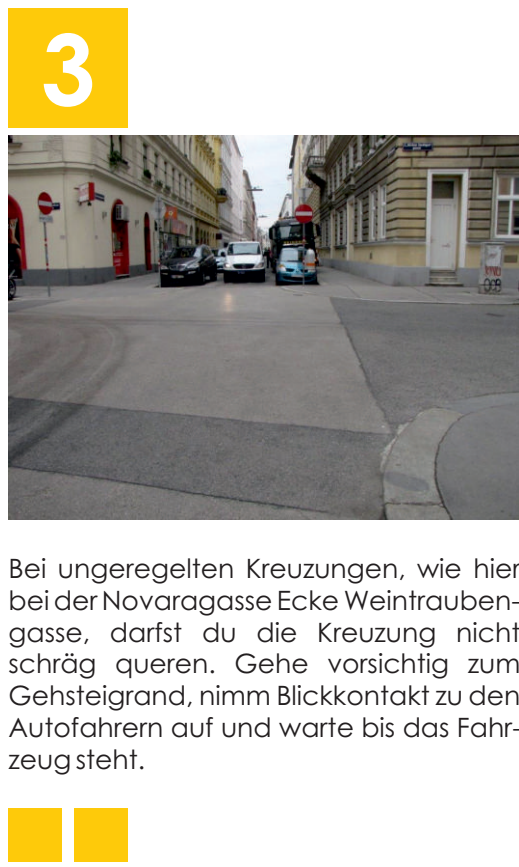 3
Bei ungeregelten Kreuzungen, wie hier
bei der Novaragasse Ecke Weintrauben-
gasse, darfst du die Kreuzung nicht
schräg queren. Gehe vorsichtig zum
Gehsteigrand, nimm Blickkontakt zu den
Autofahrern auf und warte bis das Fahr-
zeug steht.